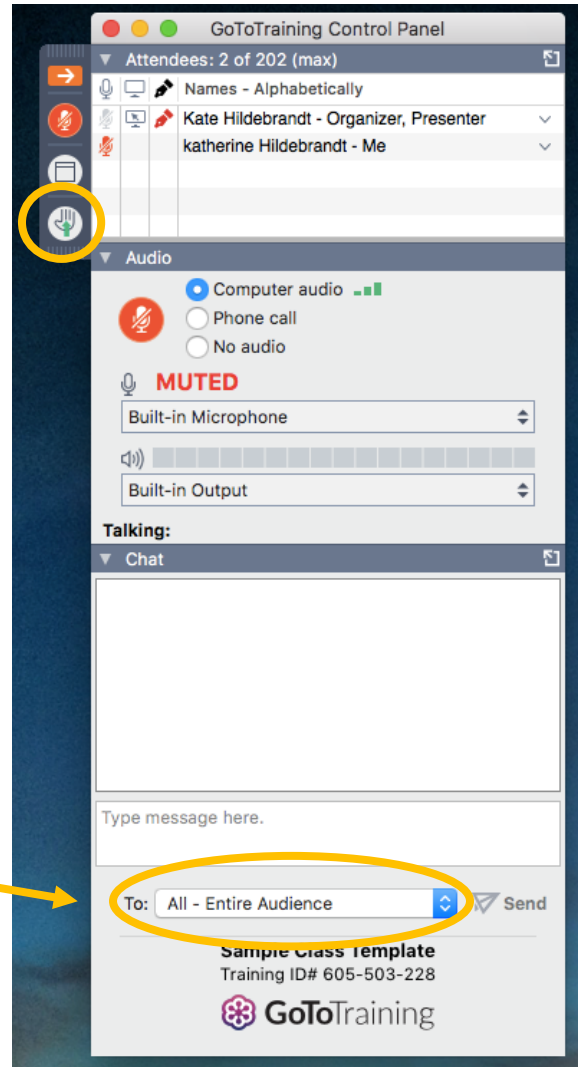 GoToTraining Control Panel
Attendees: 2 of 202 (max)
Names - Alphabetically
Kate Hildebrandt - Organizer, Presenter
katherine Hildebrandt - Me
Audio
Computer audio
Phone call
No audio
MUTED
Built-in Microphone
Built-in Output
Talking:
Chat
Type message here.
To: All - Entire Audience Send
Sample Class Template
Training ID# 605-503-228
GoToTraining